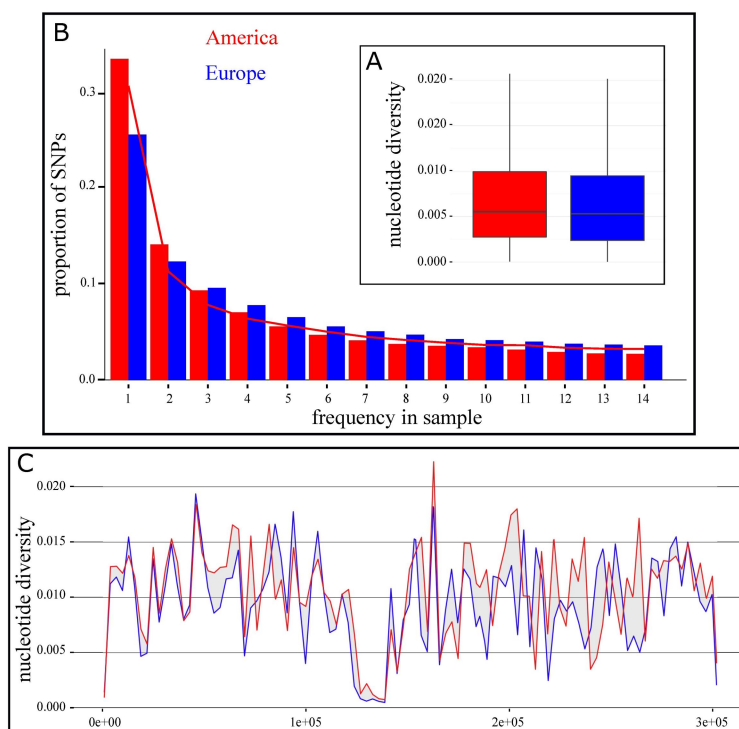 B
America
Europe
proportion of SNPs
0.3
0.2
0.1
0.0
1 2 3 4 5 6 7 8 9 10 11 12 13 14
frequency in sample
A
nucleotide diversity
0.020
0.020
0.010
0.005
0.000
C
nucleotide diversity
0.020
0.015
0.010
0.005
0.000
0e+00 1e+05 2e+05 3e+05